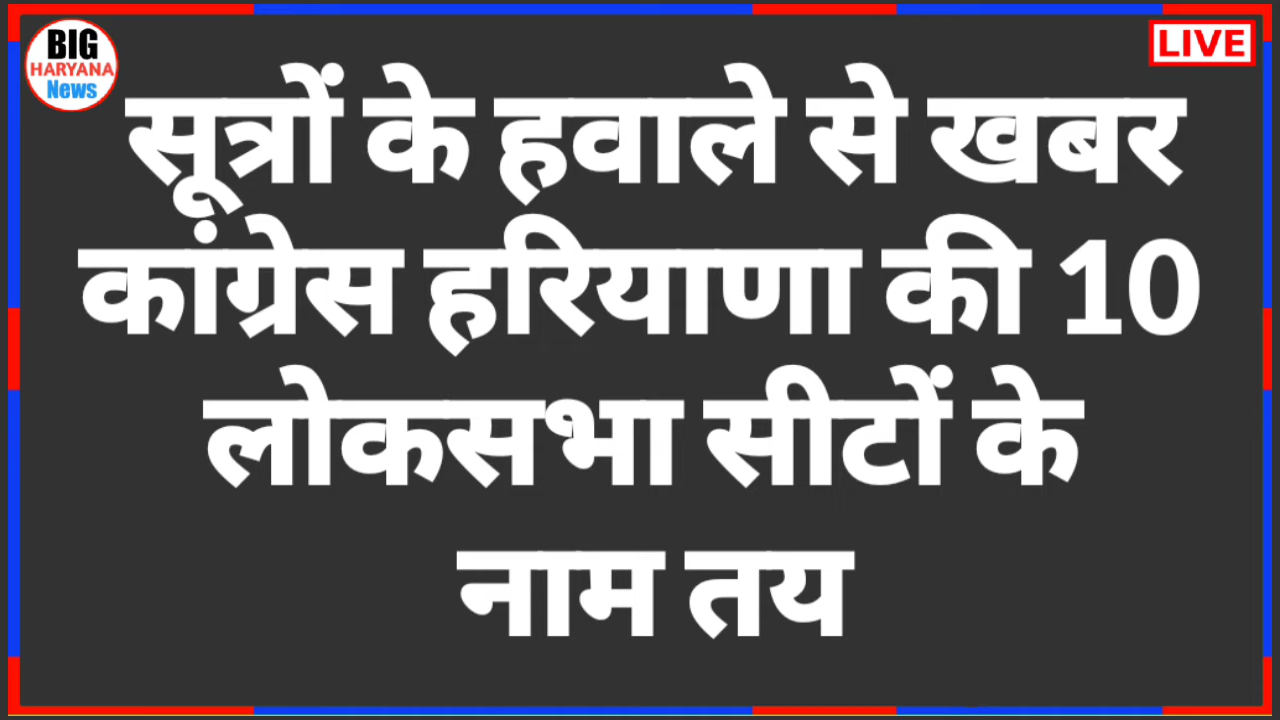 BIG
HARYANA
News
LIVE
सूत्रों के हवाले से खबर
कांग्रेस हरियाणा की 10
लोकसभा सीटों के
नाम तय